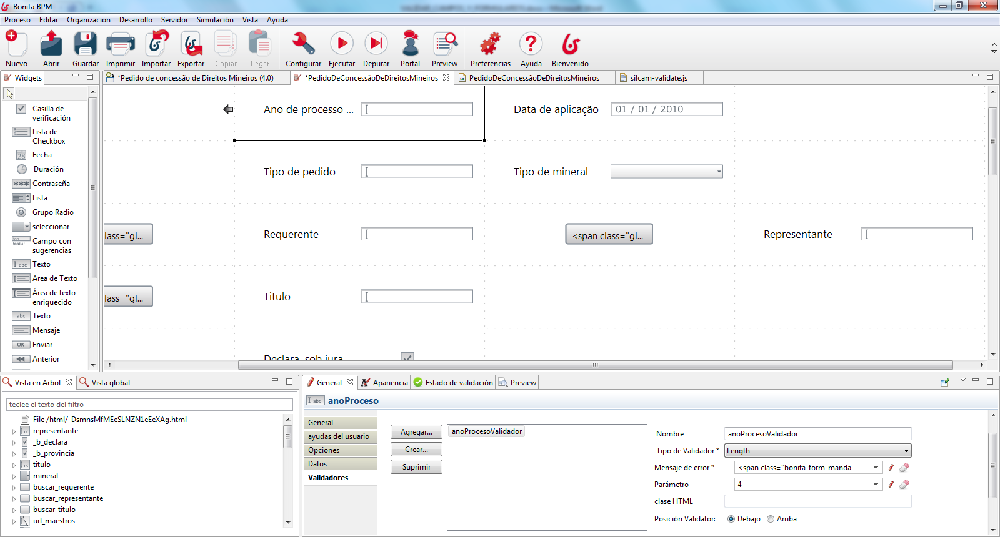 Bonita BPM
Proceso Editar Organizacion Desarrollo Servidor Simulación Vista Ayuda
Nuevo Abrir Guardar Imprimir Importar Exportar Copiar Pegar Configurar Ejecutar Depurar Portal Preview Preferencias Ayuda Bienvenido
Widgets
*Pedido de concessão de Direitos Mineiros (4.0)
*PedidoDeConcessãoDeDireitosMineiros
PedidoDeConcessãoDeDireitosMineiros
silcam-validate.js
Casilla de
verificación
Lista de
Checkbox
28
Fecha
Duración
Contraseña
Lista
Grupo Radio
seleccionar
Campo con
sugerencias
abc Texto
Area de Texto
Área de texto
enriquecido
abc Texto
Mensaje
OK Enviar
Anterior
Ano de processo ...
Data de aplicação 01 / 01 / 2010
Tipo de pedido
Tipo de mineral
lass="gl...
Requerente
<span class="gl...
Representante
lass="gl...
Titulo
Declara, sob jura
Vista en Arbol
Vista global
teclee el texto del filtro
File /html/_DsmnsMfMEeSLNZN1eEeXAg.html
representante
_b_declara
_b_provincia
titulo
mineral
buscar_requerente
buscar_representante
buscar_titulo
url_maestros
General Apariencia Estado de validación Preview
abc anoProceso
General
ayudas del usuario
Opciones
Datos
Validadores
Agregar...
Crear...
Suprimir
anoProcesoValidador
Nombre anoProcesoValidador
Tipo de Validador * Length
Mensaje de error * <span class="bonita_form_manda
Parámetro 4
clase HTML
Posición Validator: Debajo Arriba